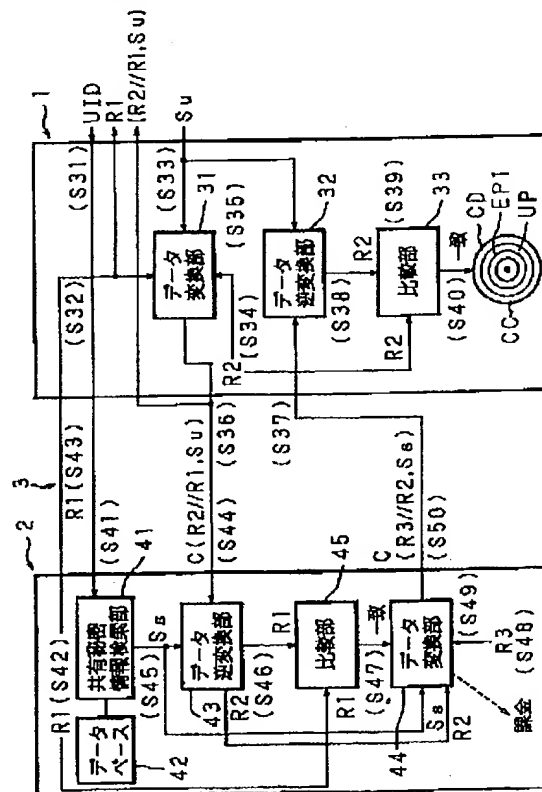 1
UID
R1
(R2//R1,Su)
Su
(S31)
(S32)
(S33)
31
データ
変換部
(S35)
R2
(S34)
32
データ
逆変換部
(S38)
R2
(S39)
33
比較部
R2
(S40)
一致
CD
EP1
UP
CC
3
R1(S43)
(S41)
C(R2//R1,Su)
(S44)
(S36)
(S37)
C
(R3//R2,Ss)
(S50)
2
R1(S42)
共有秘密
情報検索部
41
データ
ベース
42
(S45)
Ss
データ
逆変換部
43
R2
(S46)
R1
45
比較部
R1
(S47)
一致
データ
変換部
44
Ss
R2
(S49)
R3
(S48)
課金